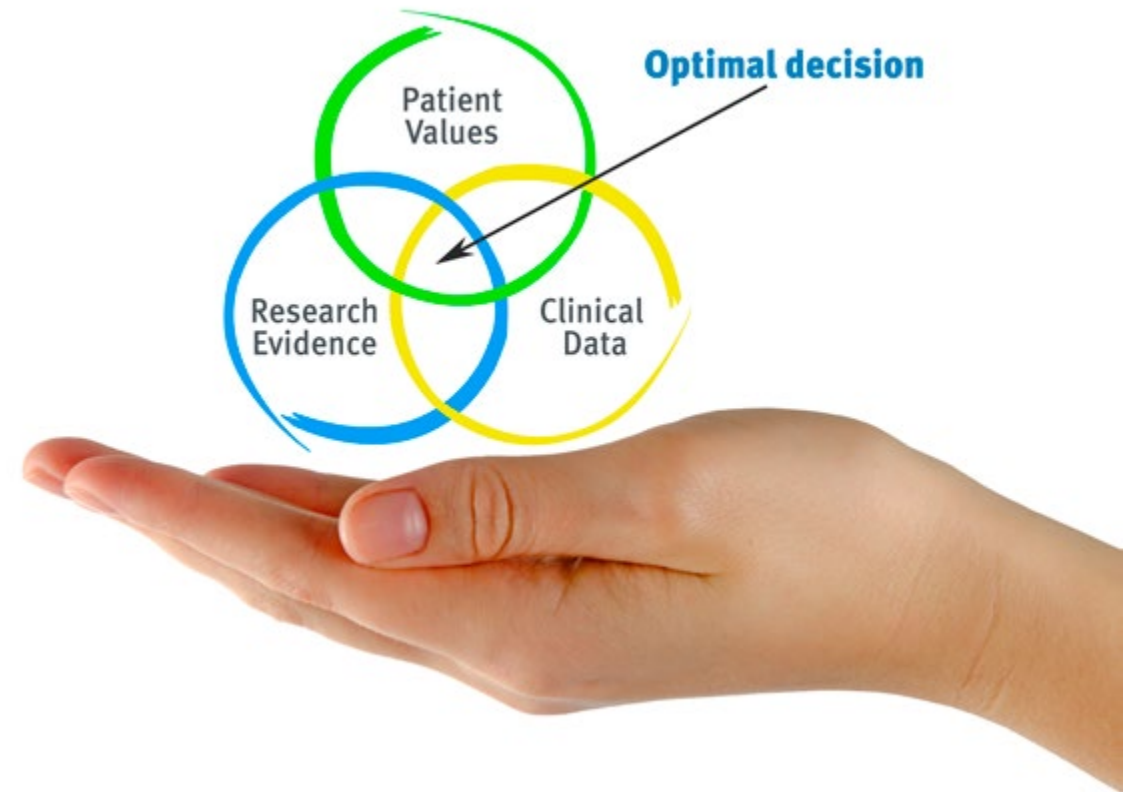 Optimal decision
Patient
Values
Research
Evidence
Clinical
Data